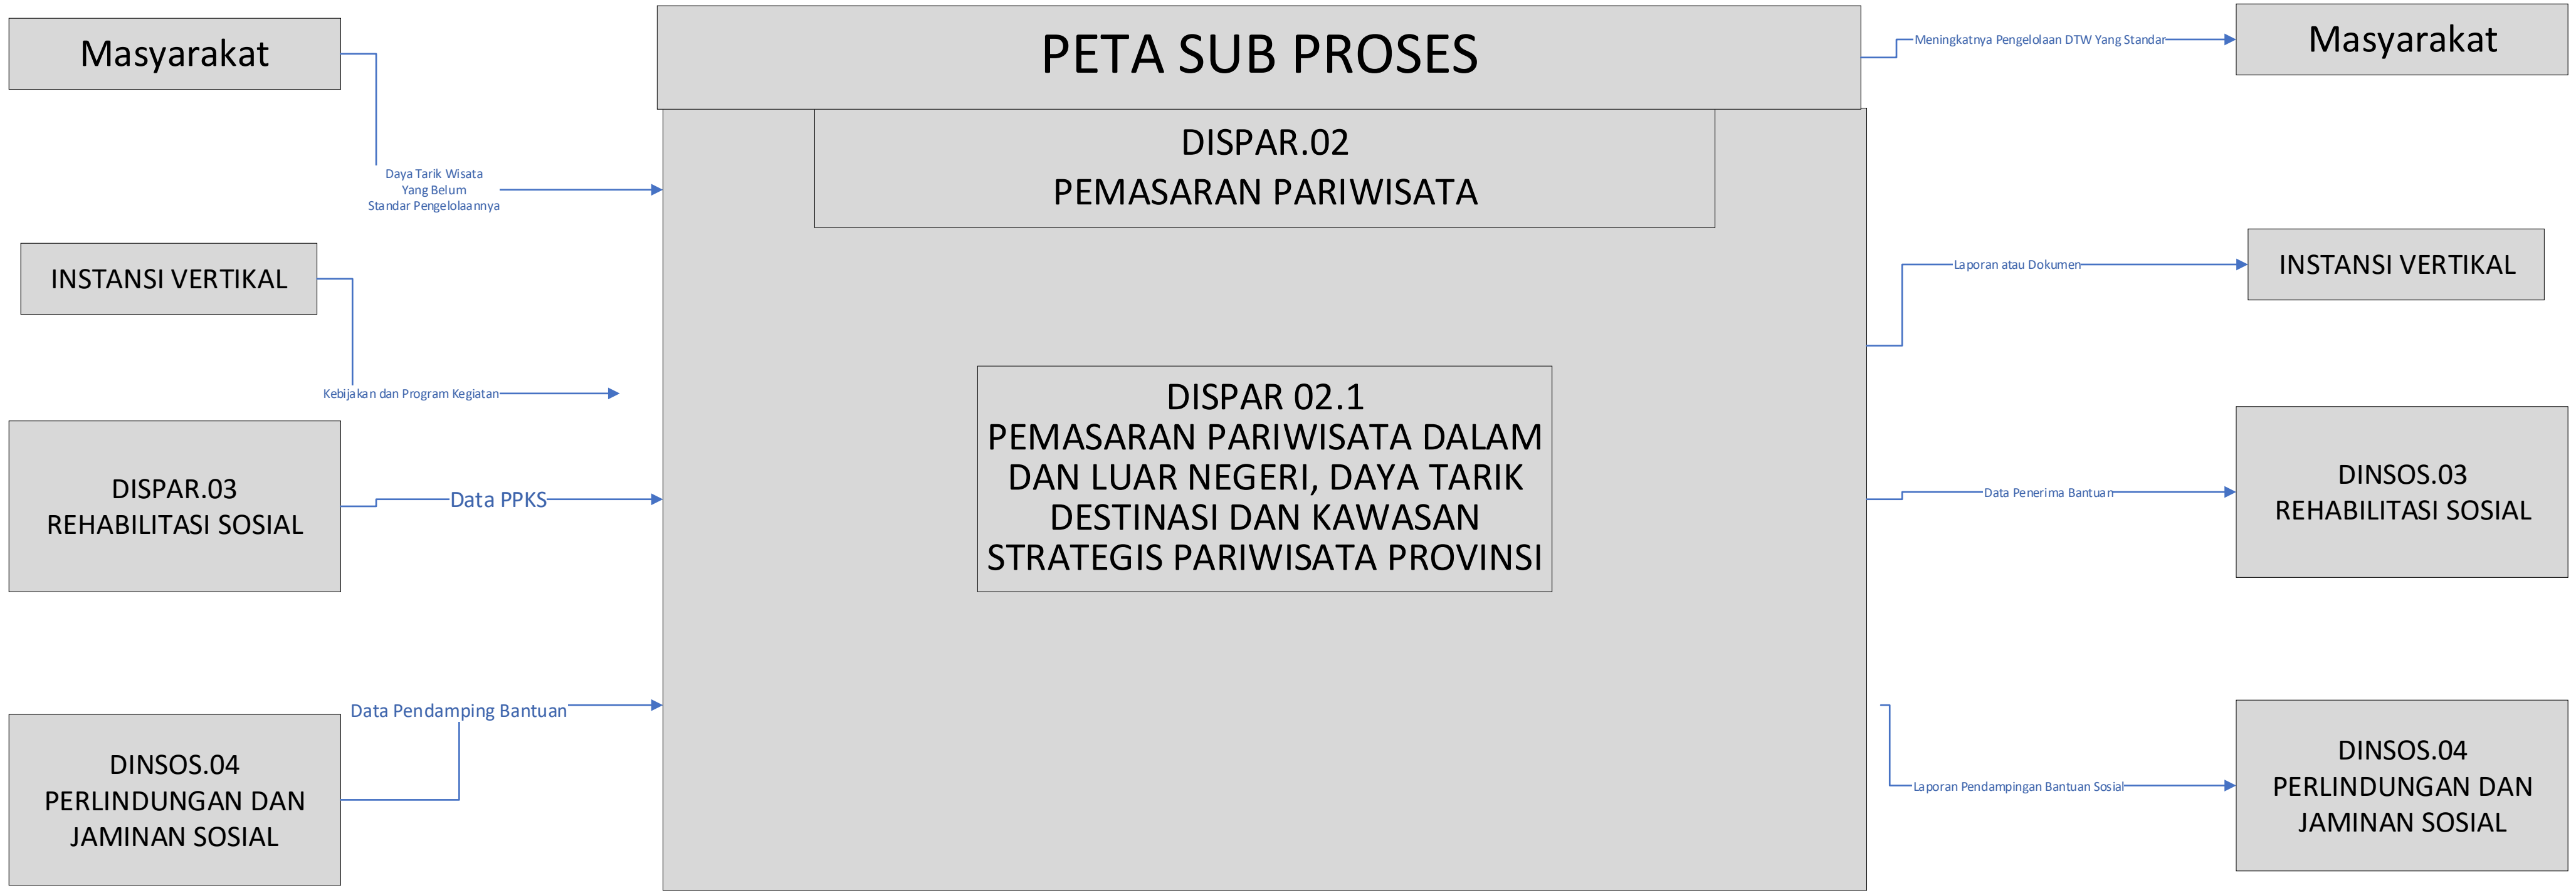 Masyarakat
Daya Tarik Wisata
Yang Belum
Standar Pengelolaannya
INSTANSI VERTIKAL
Kebijakan dan Program Kegiatan
DISPAR.03
REHABILITASI SOSIAL
Data PPKS
Data Pendamping Bantuan
DINSOS.04
PERLINDUNGAN DAN
JAMINAN SOSIAL
PETA SUB PROSES
DISPAR.02
PEMASARAN PARIWISATA
DISPAR 02.1
PEMASARAN PARIWISATA DALAM
DAN LUAR NEGERI, DAYA TARIK
DESTINASI DAN KAWASAN
STRATEGIS PARIWISATA PROVINSI
Meningkatnya Pengelolaan DTW Yang Standar
Masyarakat
Laporan atau Dokumen
INSTANSI VERTIKAL
Data Penerima Bantuan
DINSOS.03
REHABILITASI SOSIAL
Laporan Pendampingan Bantuan Sosial
DINSOS.04
PERLINDUNGAN DAN
JAMINAN SOSIAL